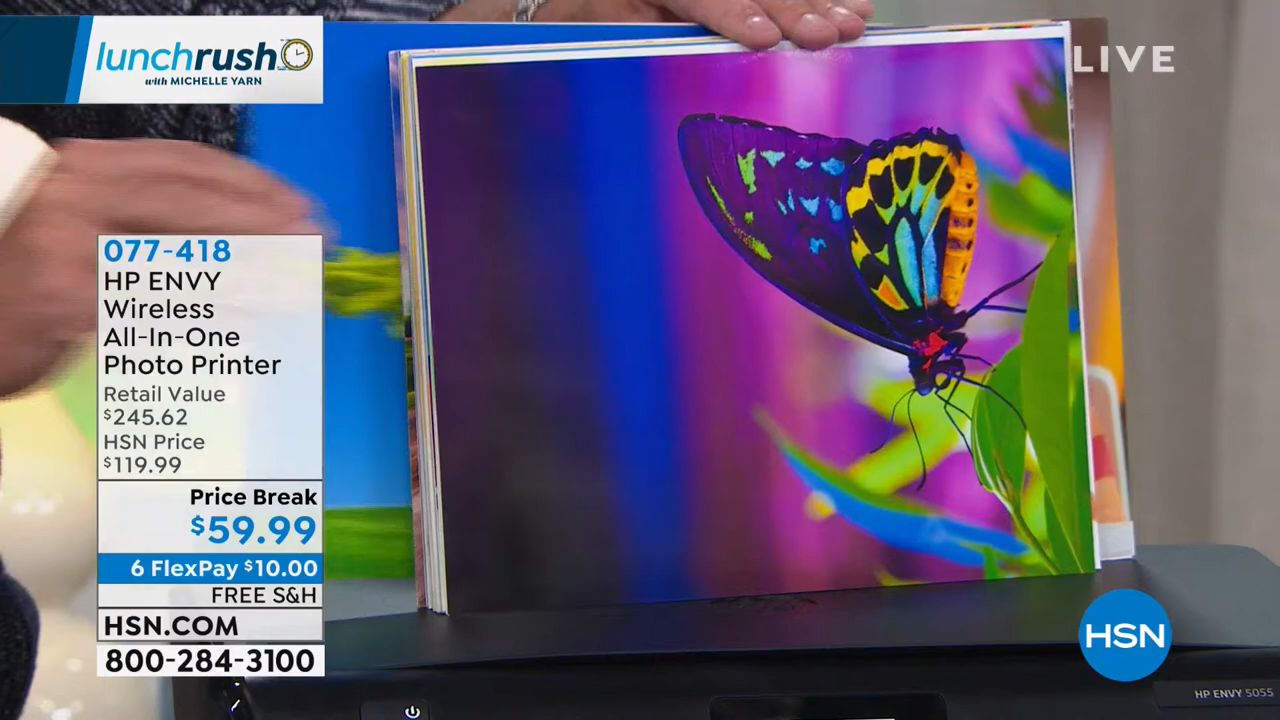 lunchrush
with MICHELLE YARN
LIVE
077-418
HP ENVY
Wireless
All-In-One
Photo Printer
Retail Value
$245.62
HSN Price
$119.99
Price Break
$59.99
6 FlexPay $10.00
FREE S&H
HSN.COM
800-284-3100
HSN
HP ENVY 5055